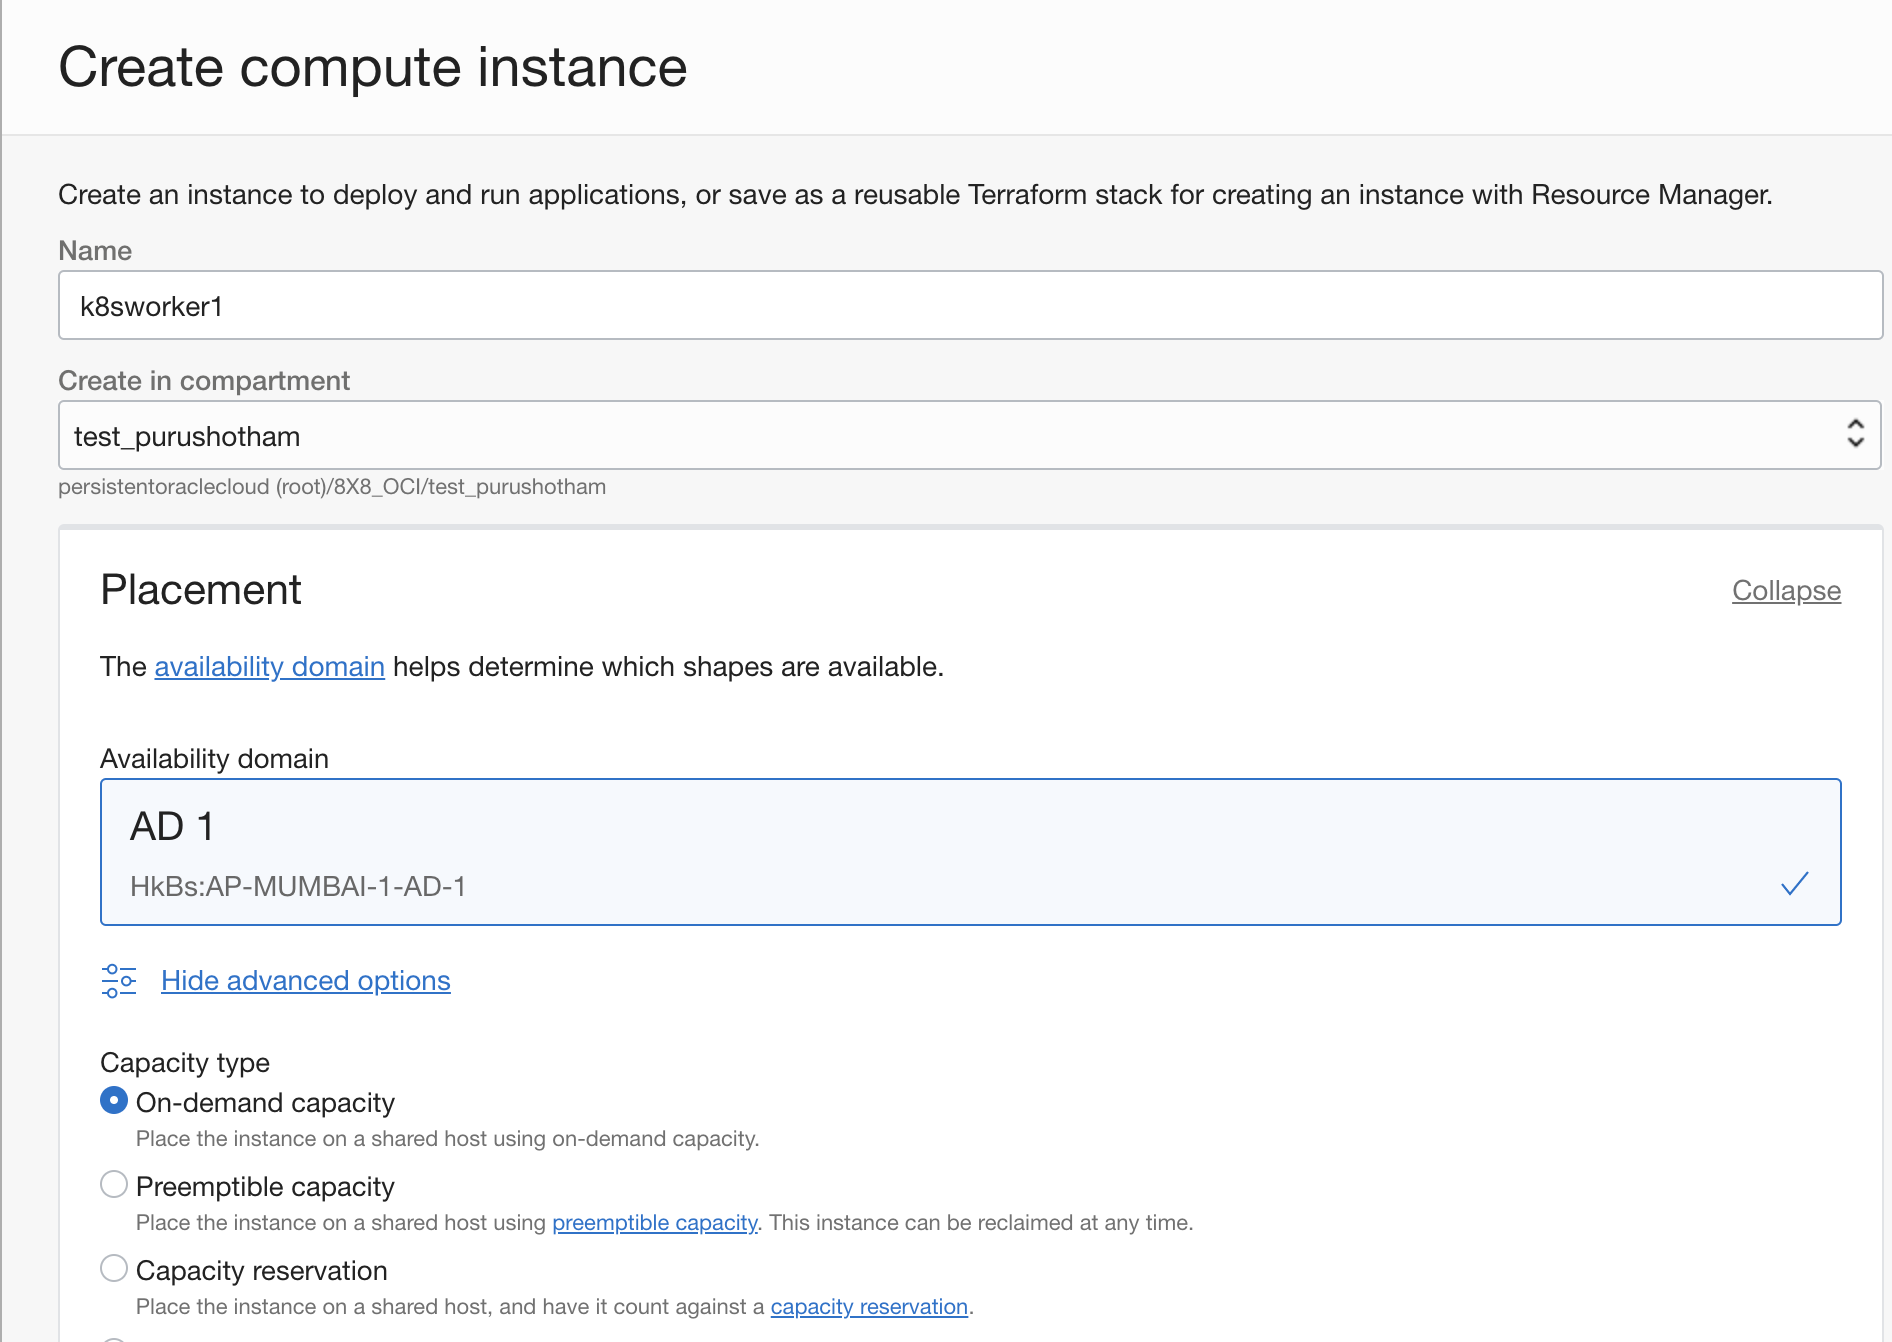 Create compute instance
Create an instance to deploy and run applications, or save as a reusable Terraform stack for creating an instance with Resource Manager.
Name
k8sworker1
Create in compartment
test_purushotham
persistentoraclecloud (root)/8X8_OCI/test_purushotham
Placement
Collapse
The availability domain helps determine which shapes are available.
Availability domain
AD 1
HkBs:AP-MUMBAI-1-AD-1
Hide advanced options
Capacity type
On-demand capacity
Place the instance on a shared host using on-demand capacity.
Preemptible capacity
Place the instance on a shared host using preemptible capacity. This instance can be reclaimed at any time.
Capacity reservation
Place the instance on a shared host, and have it count against a capacity reservation.